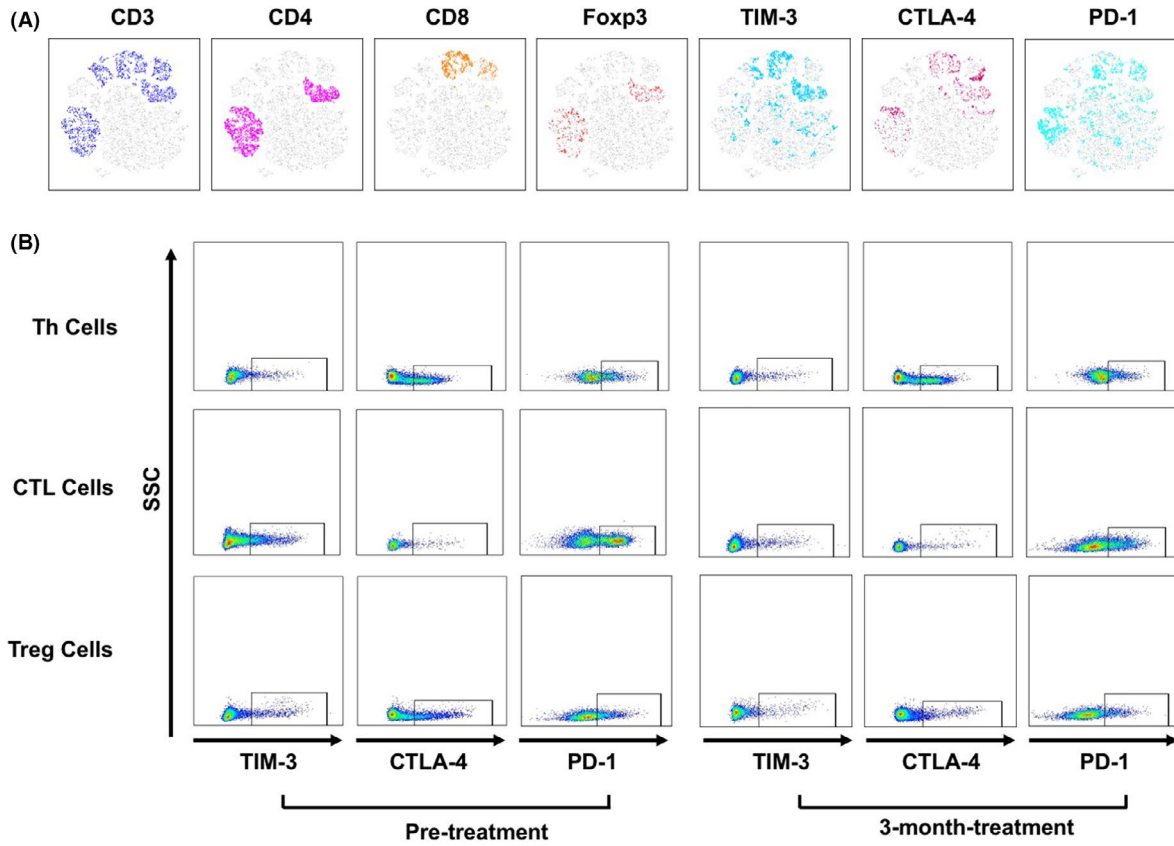 (A)
CD3 CD4 CD8 Foxp3 TIM-3 CTLA-4 PD-1
(B)
Th Cells
CTL Cells
Treg Cells
SSC
TIM-3 CTLA-4 PD-1 TIM-3 CTLA-4 PD-1
Pre-treatment 3-month-treatment